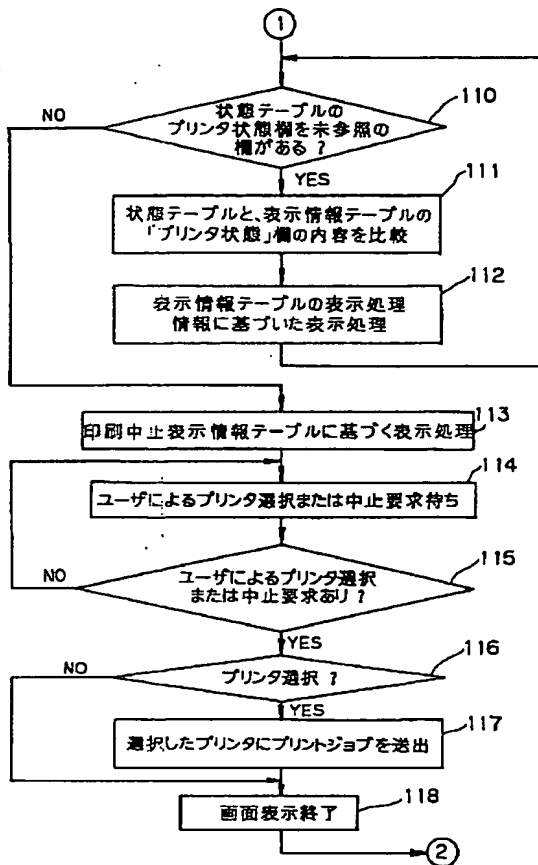 1
110
状態テーブルの
プリンタ状態欄を未参照の
欄がある?
NO
YES
111
状態テーブルと、表示情報テーブルの
「プリンタ状態」欄の内容を比較
112
表示情報テーブルの表示処理
情報に基づいた表示処理
113
印刷中止表示情報テーブルに基づく表示処理
114
ユーザによるプリンタ選択または中止要求待ち
115
ユーザによるプリンタ選択
または中止要求あり?
NO
YES
116
プリンタ選択?
NO
YES
117
選択したプリンタにプリントジョブを送出
118
画面表示終了
2